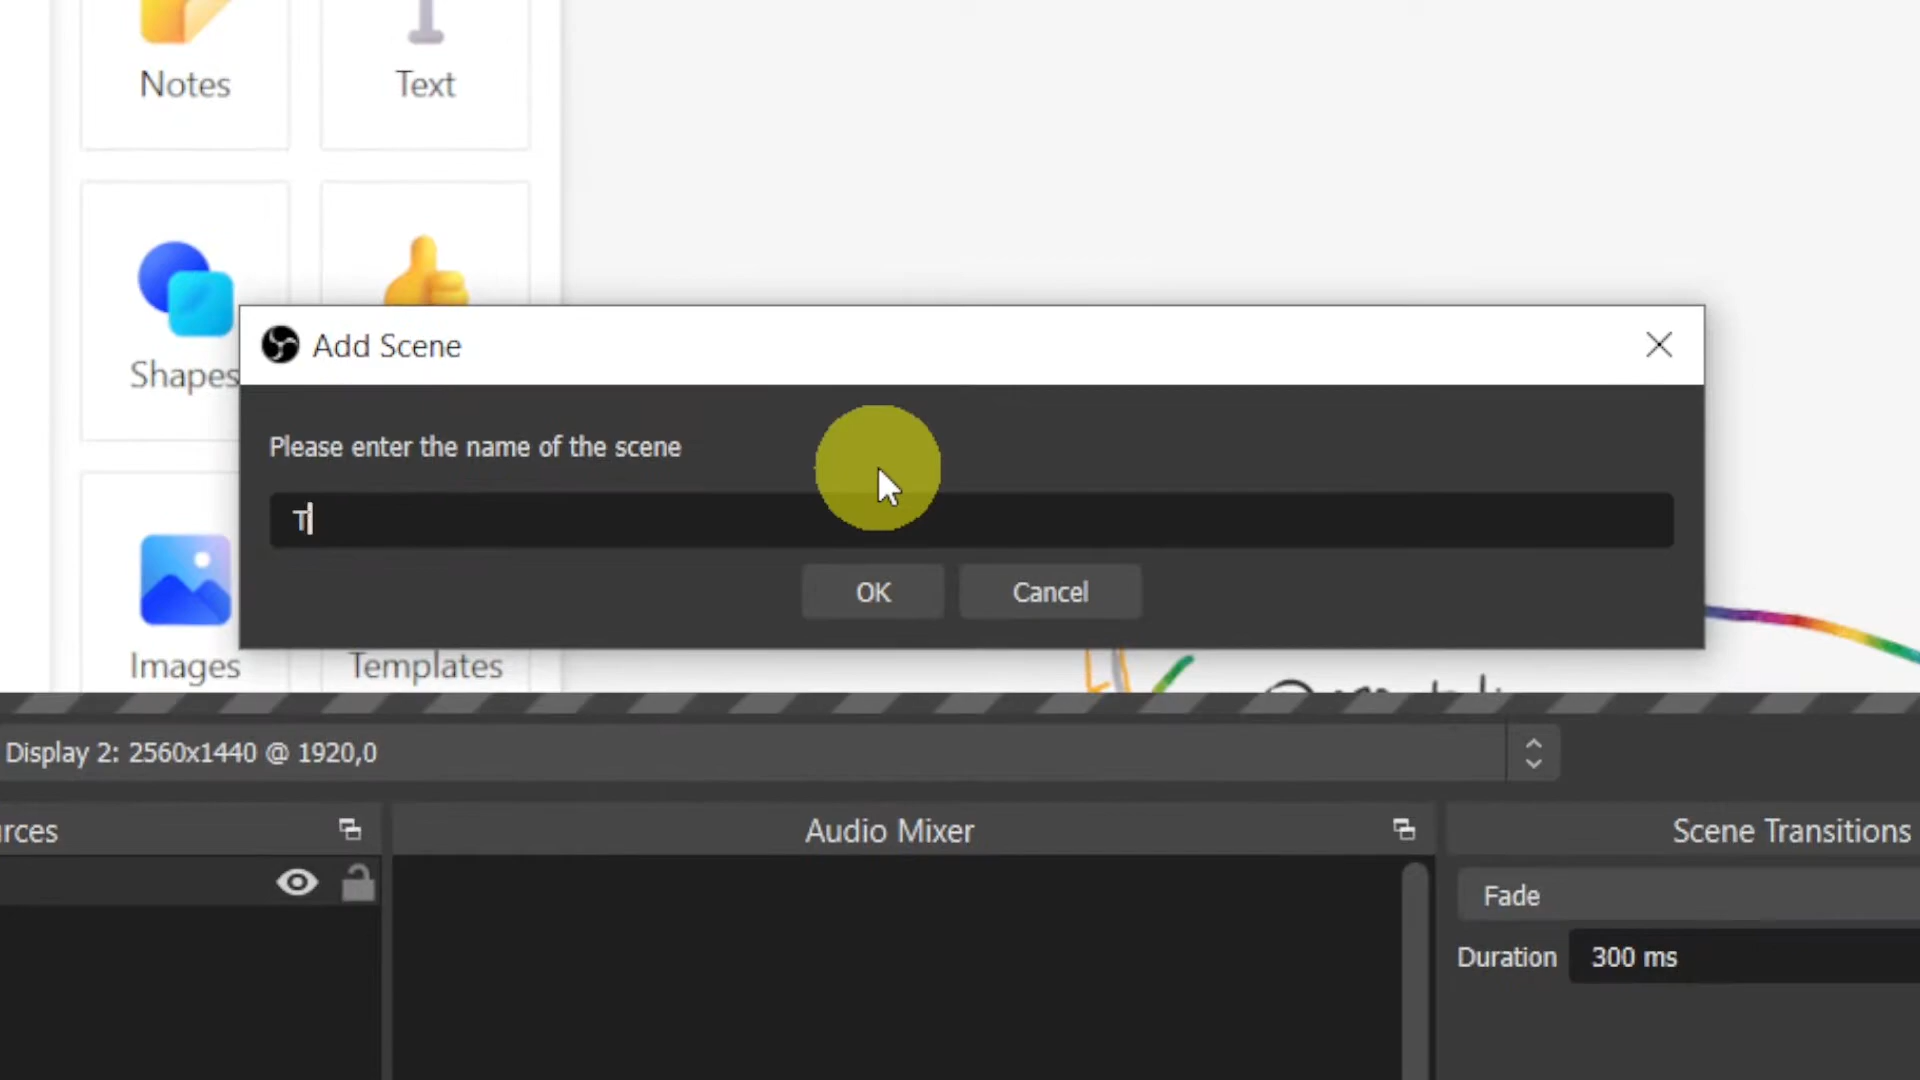 Notes
Text
Add Scene
Shapes
Please enter the name of the scene
T
OK
Cancel
Images
Templates
Display 2: 2560x1440 @ 1920,0
rces
Audio Mixer
Scene Transitions
Fade
Duration
300 ms